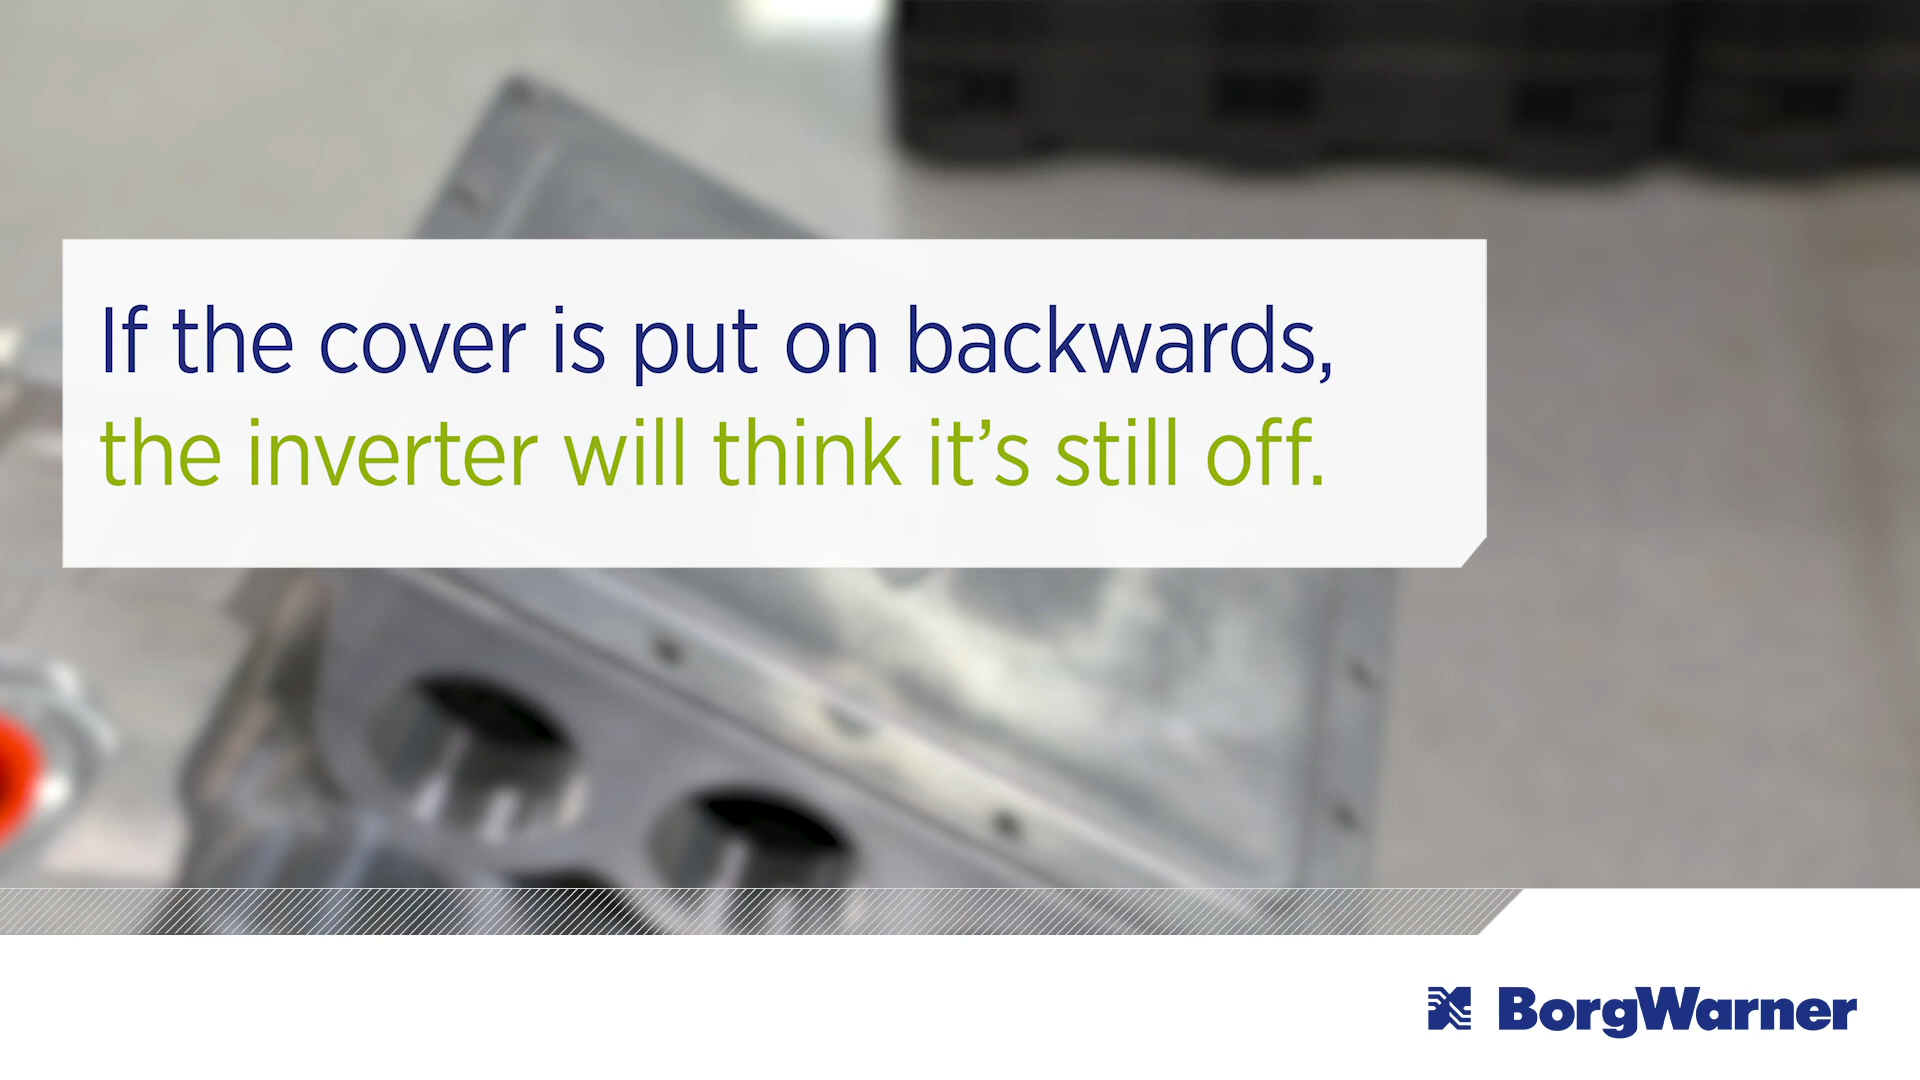 If the cover is put on backwards,
the inverter will think it’s still off.
BorgWarner